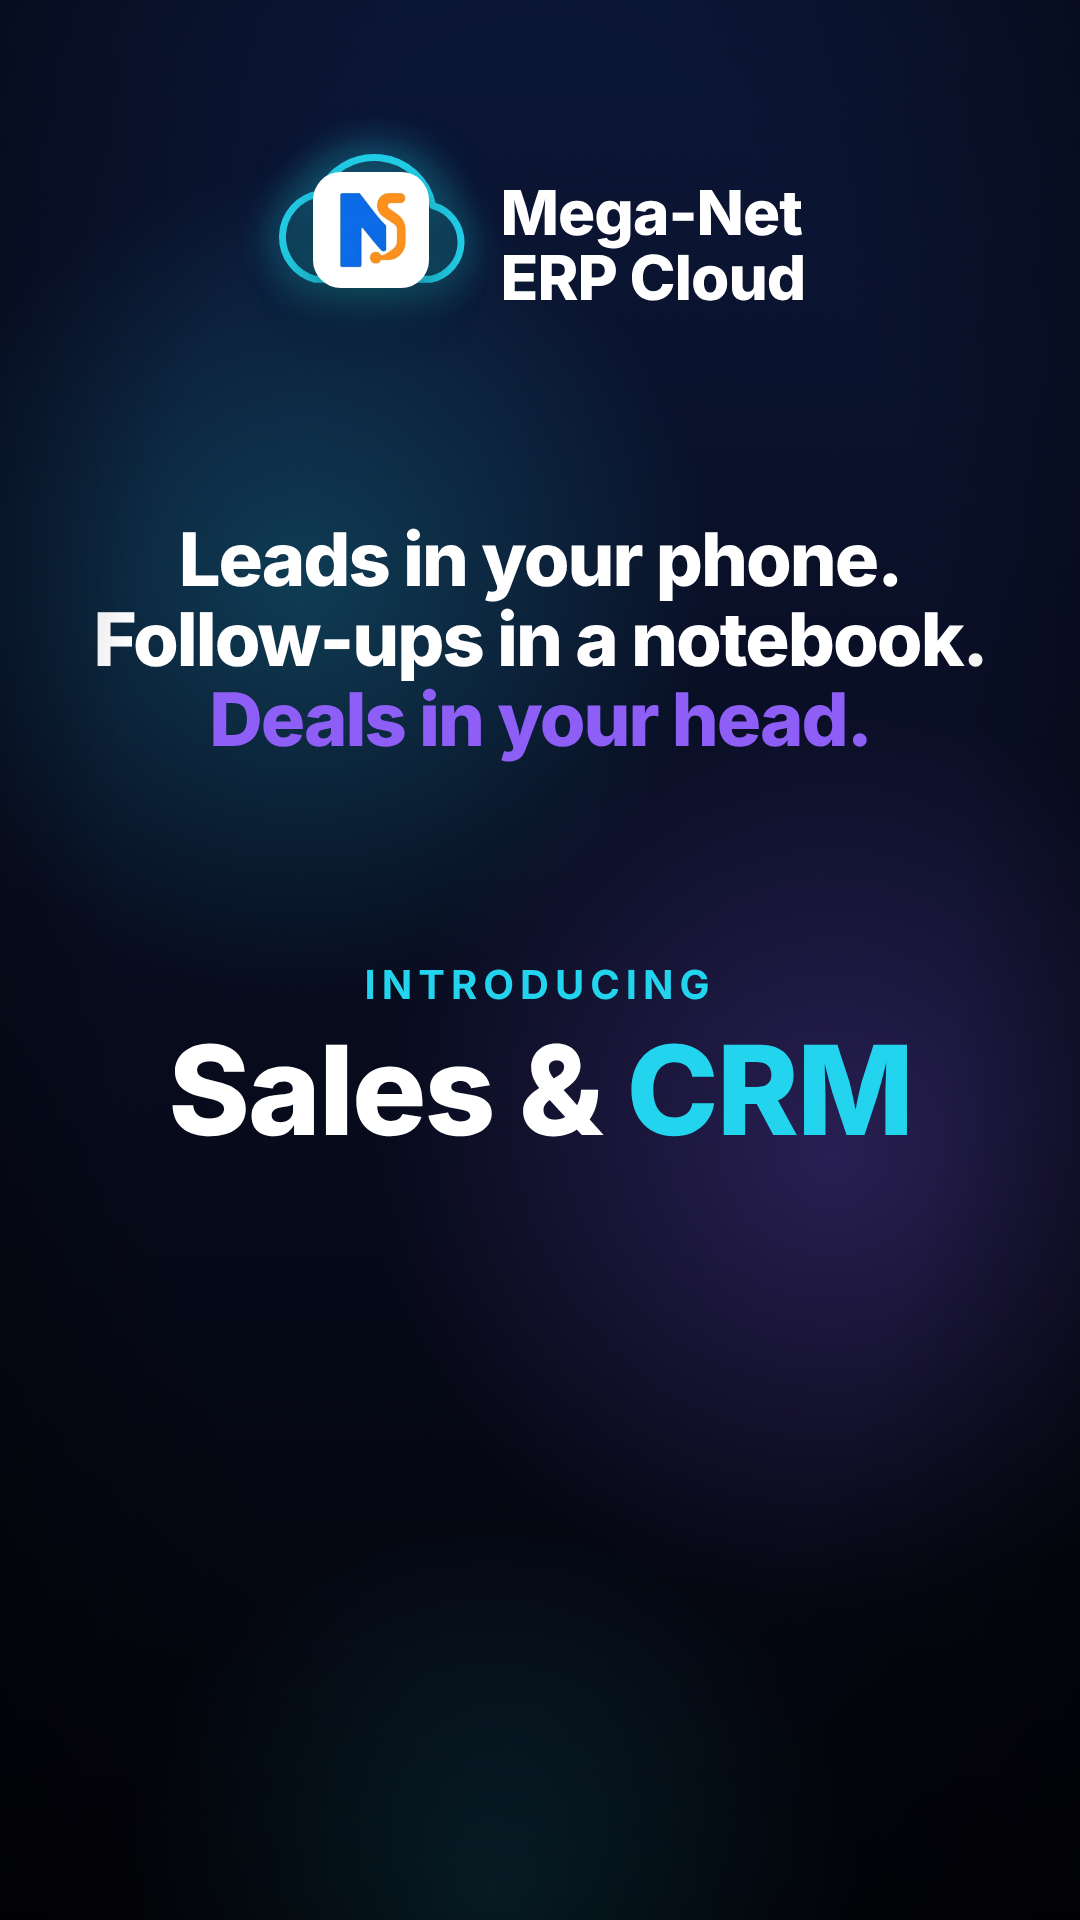 NS
Mega-Net
ERP Cloud
Leads in your phone.
Follow-ups in a notebook.
Deals in your head.
INTRODUCING
Sales & CRM